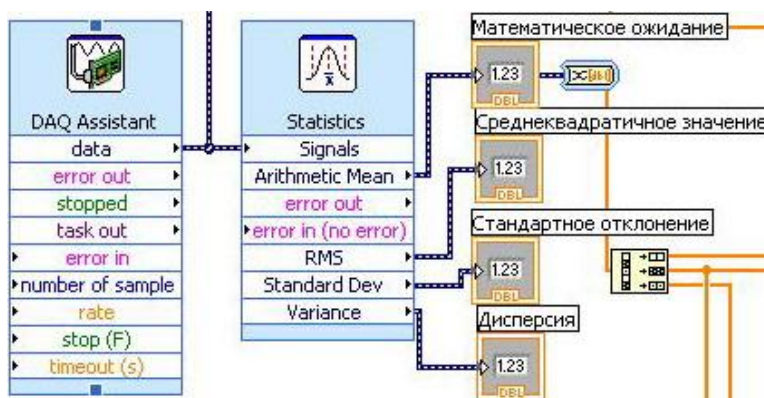 DAQ Assistant
data
error out
stopped
task out
error in
number of sample
rate
stop (F)
timeout (s)
Statistics
Signals
Arithmetic Mean
error out
error in (no error)
RMS
Standard Dev
Variance
Математическое ожидание
1.23
DBL
Среднеквадратичное значение
1.23
DBL
Стандартное отклонение
1.23
DBL
Дисперсия
1.23
DBL